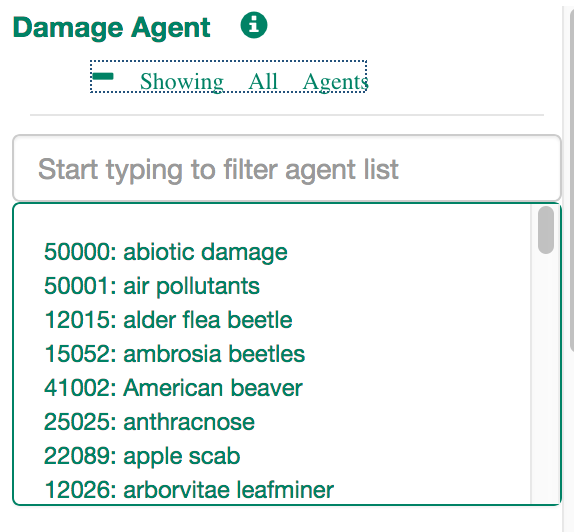 Damage Agent
Showing All Agents
Start typing to filter agent list
50000: abiotic damage
50001: air pollutants
12015: alder flea beetle
15052: ambrosia beetles
41002: American beaver
25025: anthracnose
22089: apple scab
12026: arborvitae leafminer